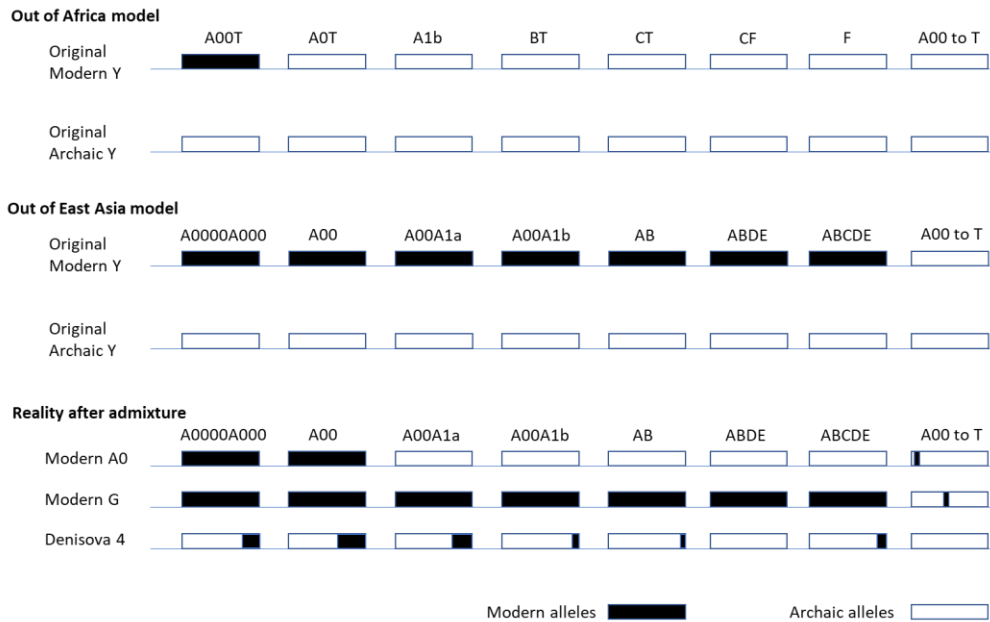 Out of Africa model
A00T A0T A1b BT CT CF F A00 to T
Original
Modern Y
Original
Archaic Y
Out of East Asia model
A0000A000 A00 A00A1a A00A1b AB ABDE ABCDE A00 to T
Original
Modern Y
Original
Archaic Y
Reality after admixture
A0000A000 A00 A00A1a A00A1b AB ABDE ABCDE A00 to T
Modern A0
Modern G
Denisova 4
Modern alleles Archaic alleles